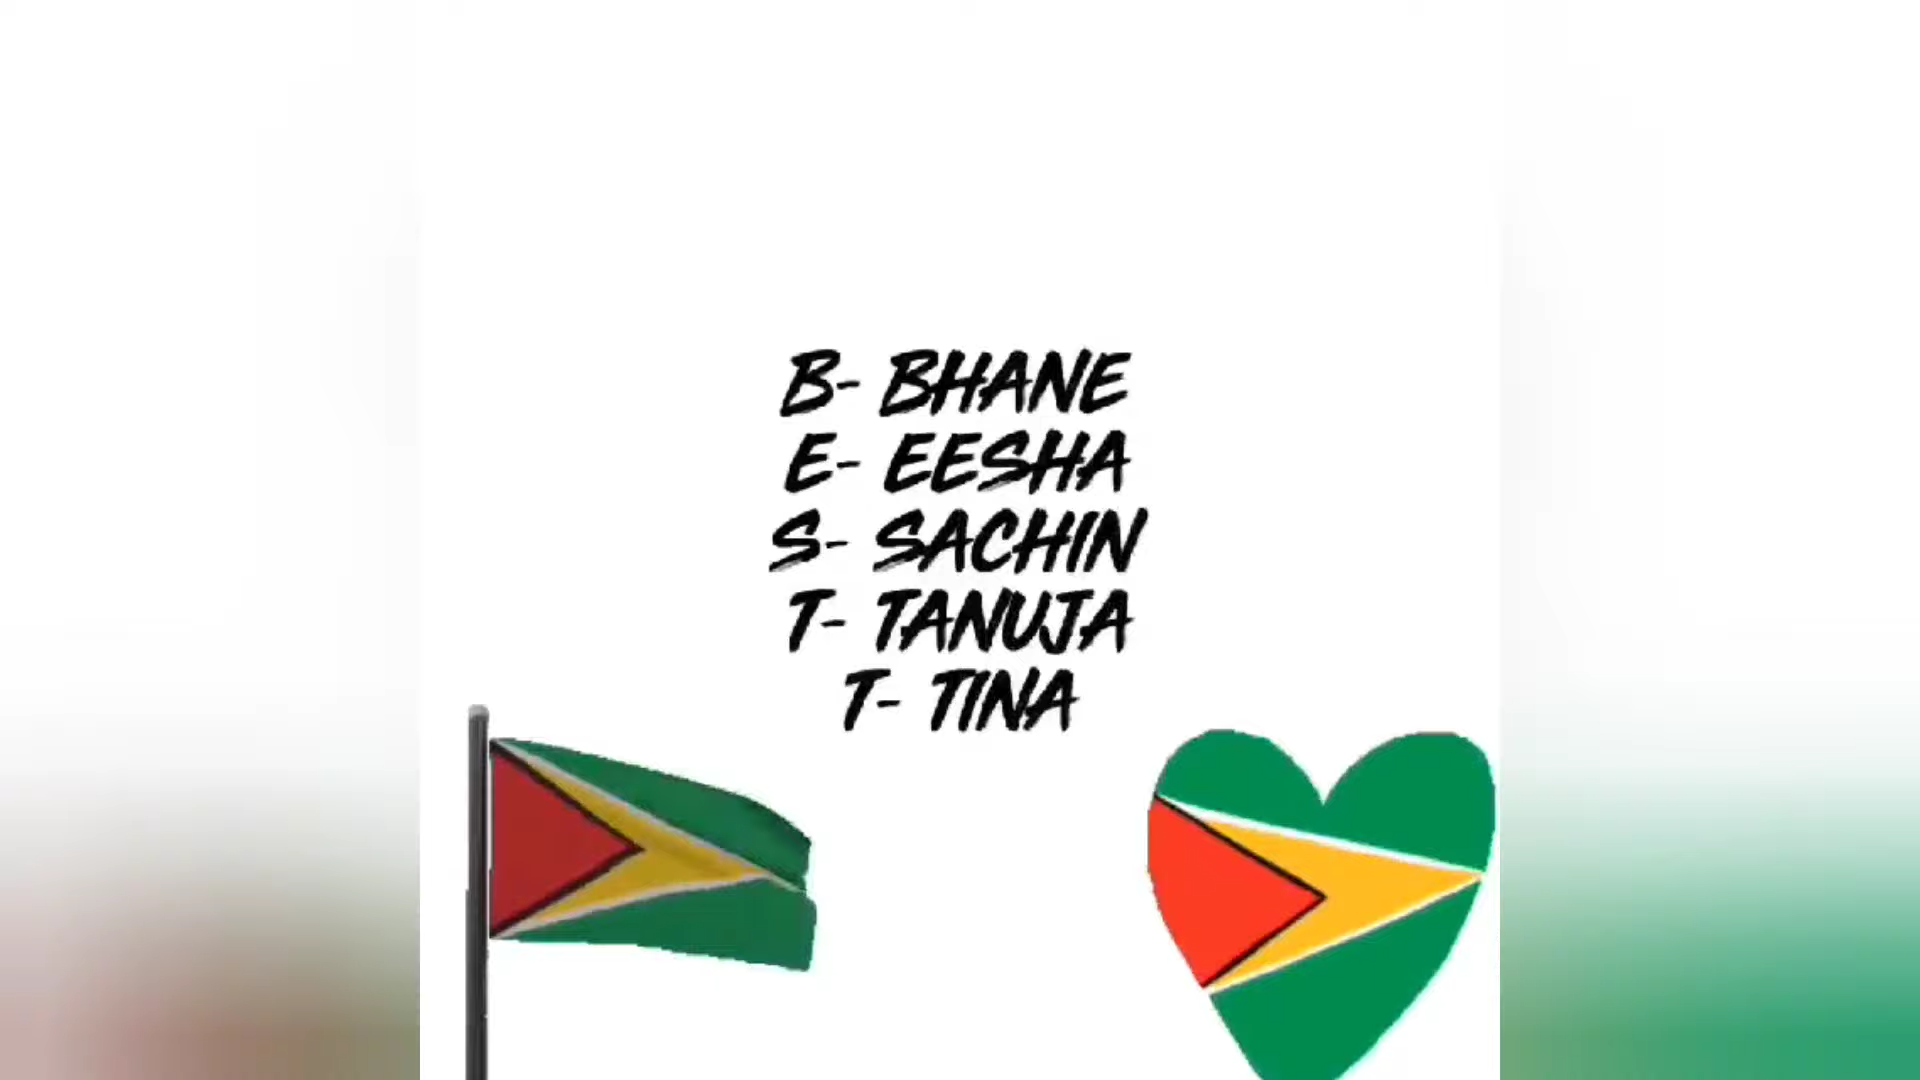 B- BHANE
E- EESHA
S- SACHIN
T- TANUJA
T- TINA